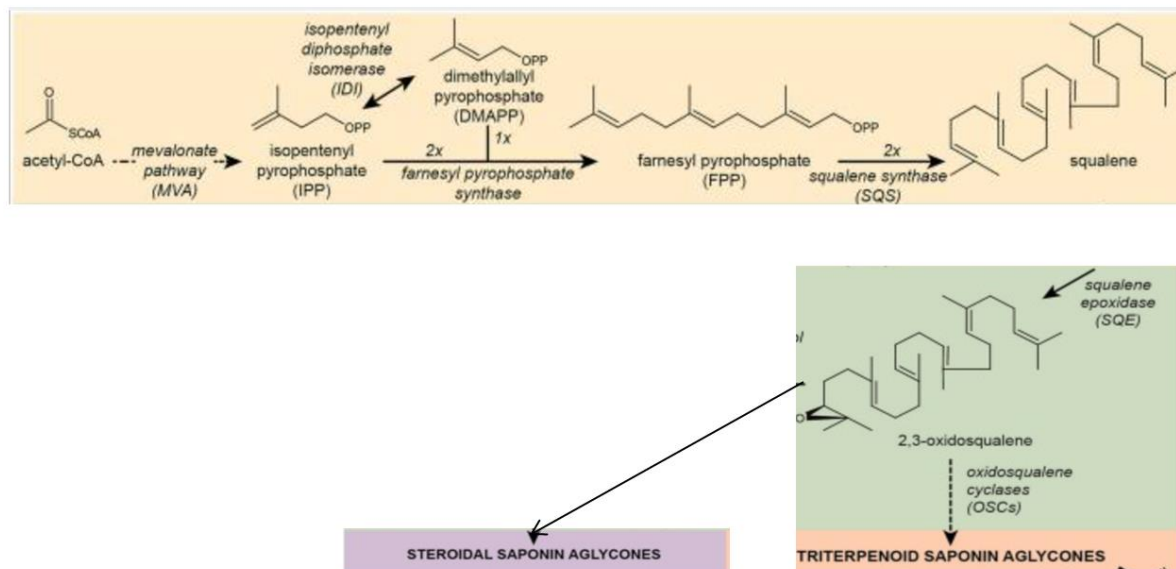 isopentenyl
diphosphate
isomerase
(IDI)
OPP
dimethylallyl
pyrophosphate
(DMAPP)
O
SCoA
acetyl-CoA
mevalonate
pathway
(MVA)
OPP
isopentenyl
pyrophosphate
(IPP)
2x
1x
farnesyl pyrophosphate
synthase
OPP
farnesyl pyrophosphate
(FPP)
2x
squalene synthase
(SQS)
squalene
squalene
epoxidase
(SQE)
ol
O
2,3-oxidosqualene
oxidosqualene
cyclases
(OSCs)
STEROIDAL SAPONIN AGLYCONES
TRITERPENOID SAPONIN AGLYCONES